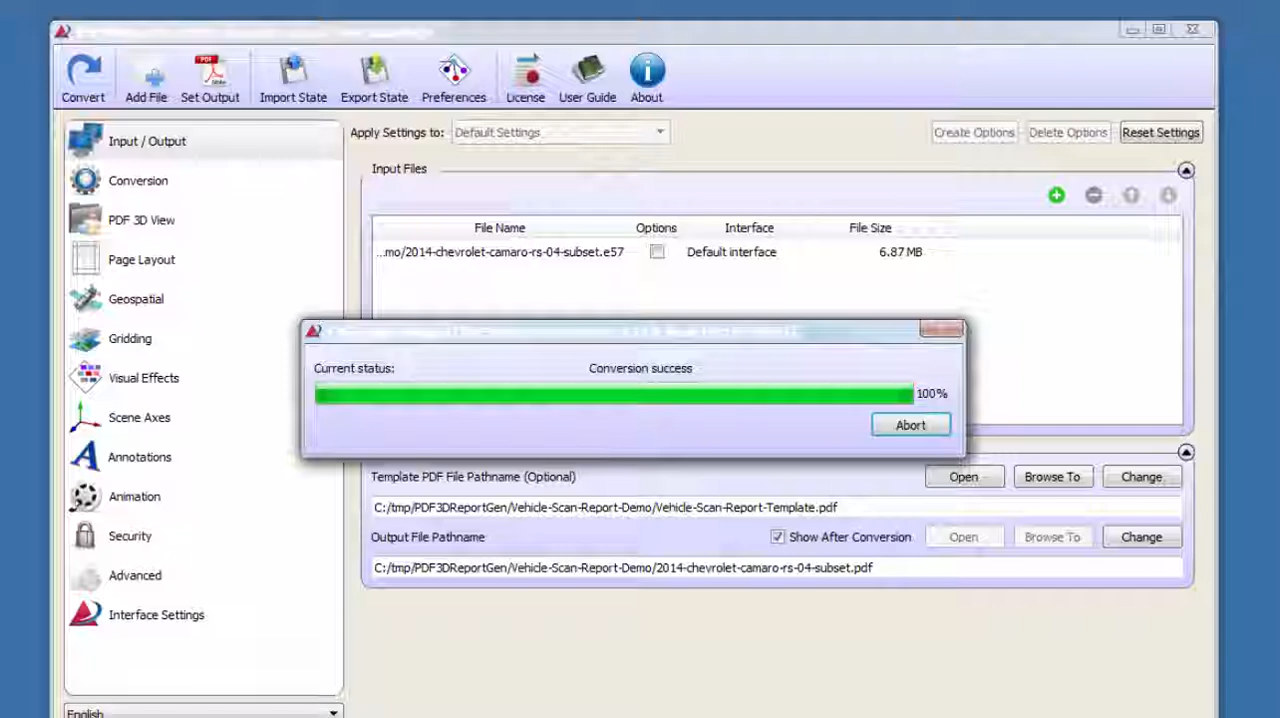 Convert Add File Set Output Import State Export State Preferences License User Guide About
PDF
Adobe
Input / Output
Conversion
PDF 3D View
Page Layout
Geospatial
Gridding
Visual Effects
Scene Axes
Annotations
Animation
Security
Advanced
Interface Settings
English
Apply Settings to: Default Settings Create Options Delete Options Reset Settings
Input Files
File Name Options Interface File Size
...mo/2014-chevrolet-camaro-rs-04-subset.e57 Default interface 6.87 MB
Current status: Conversion success
100%
Abort
Template PDF File Pathname (Optional) Open Browse To Change
C:/tmp/PDF3DReportGen/Vehicle-Scan-Report-Demo/Vehicle-Scan-Report-Template.pdf
Output File Pathname Show After Conversion Open Browse To Change
C:/tmp/PDF3DReportGen/Vehicle-Scan-Report-Demo/2014-chevrolet-camaro-rs-04-subset.pdf